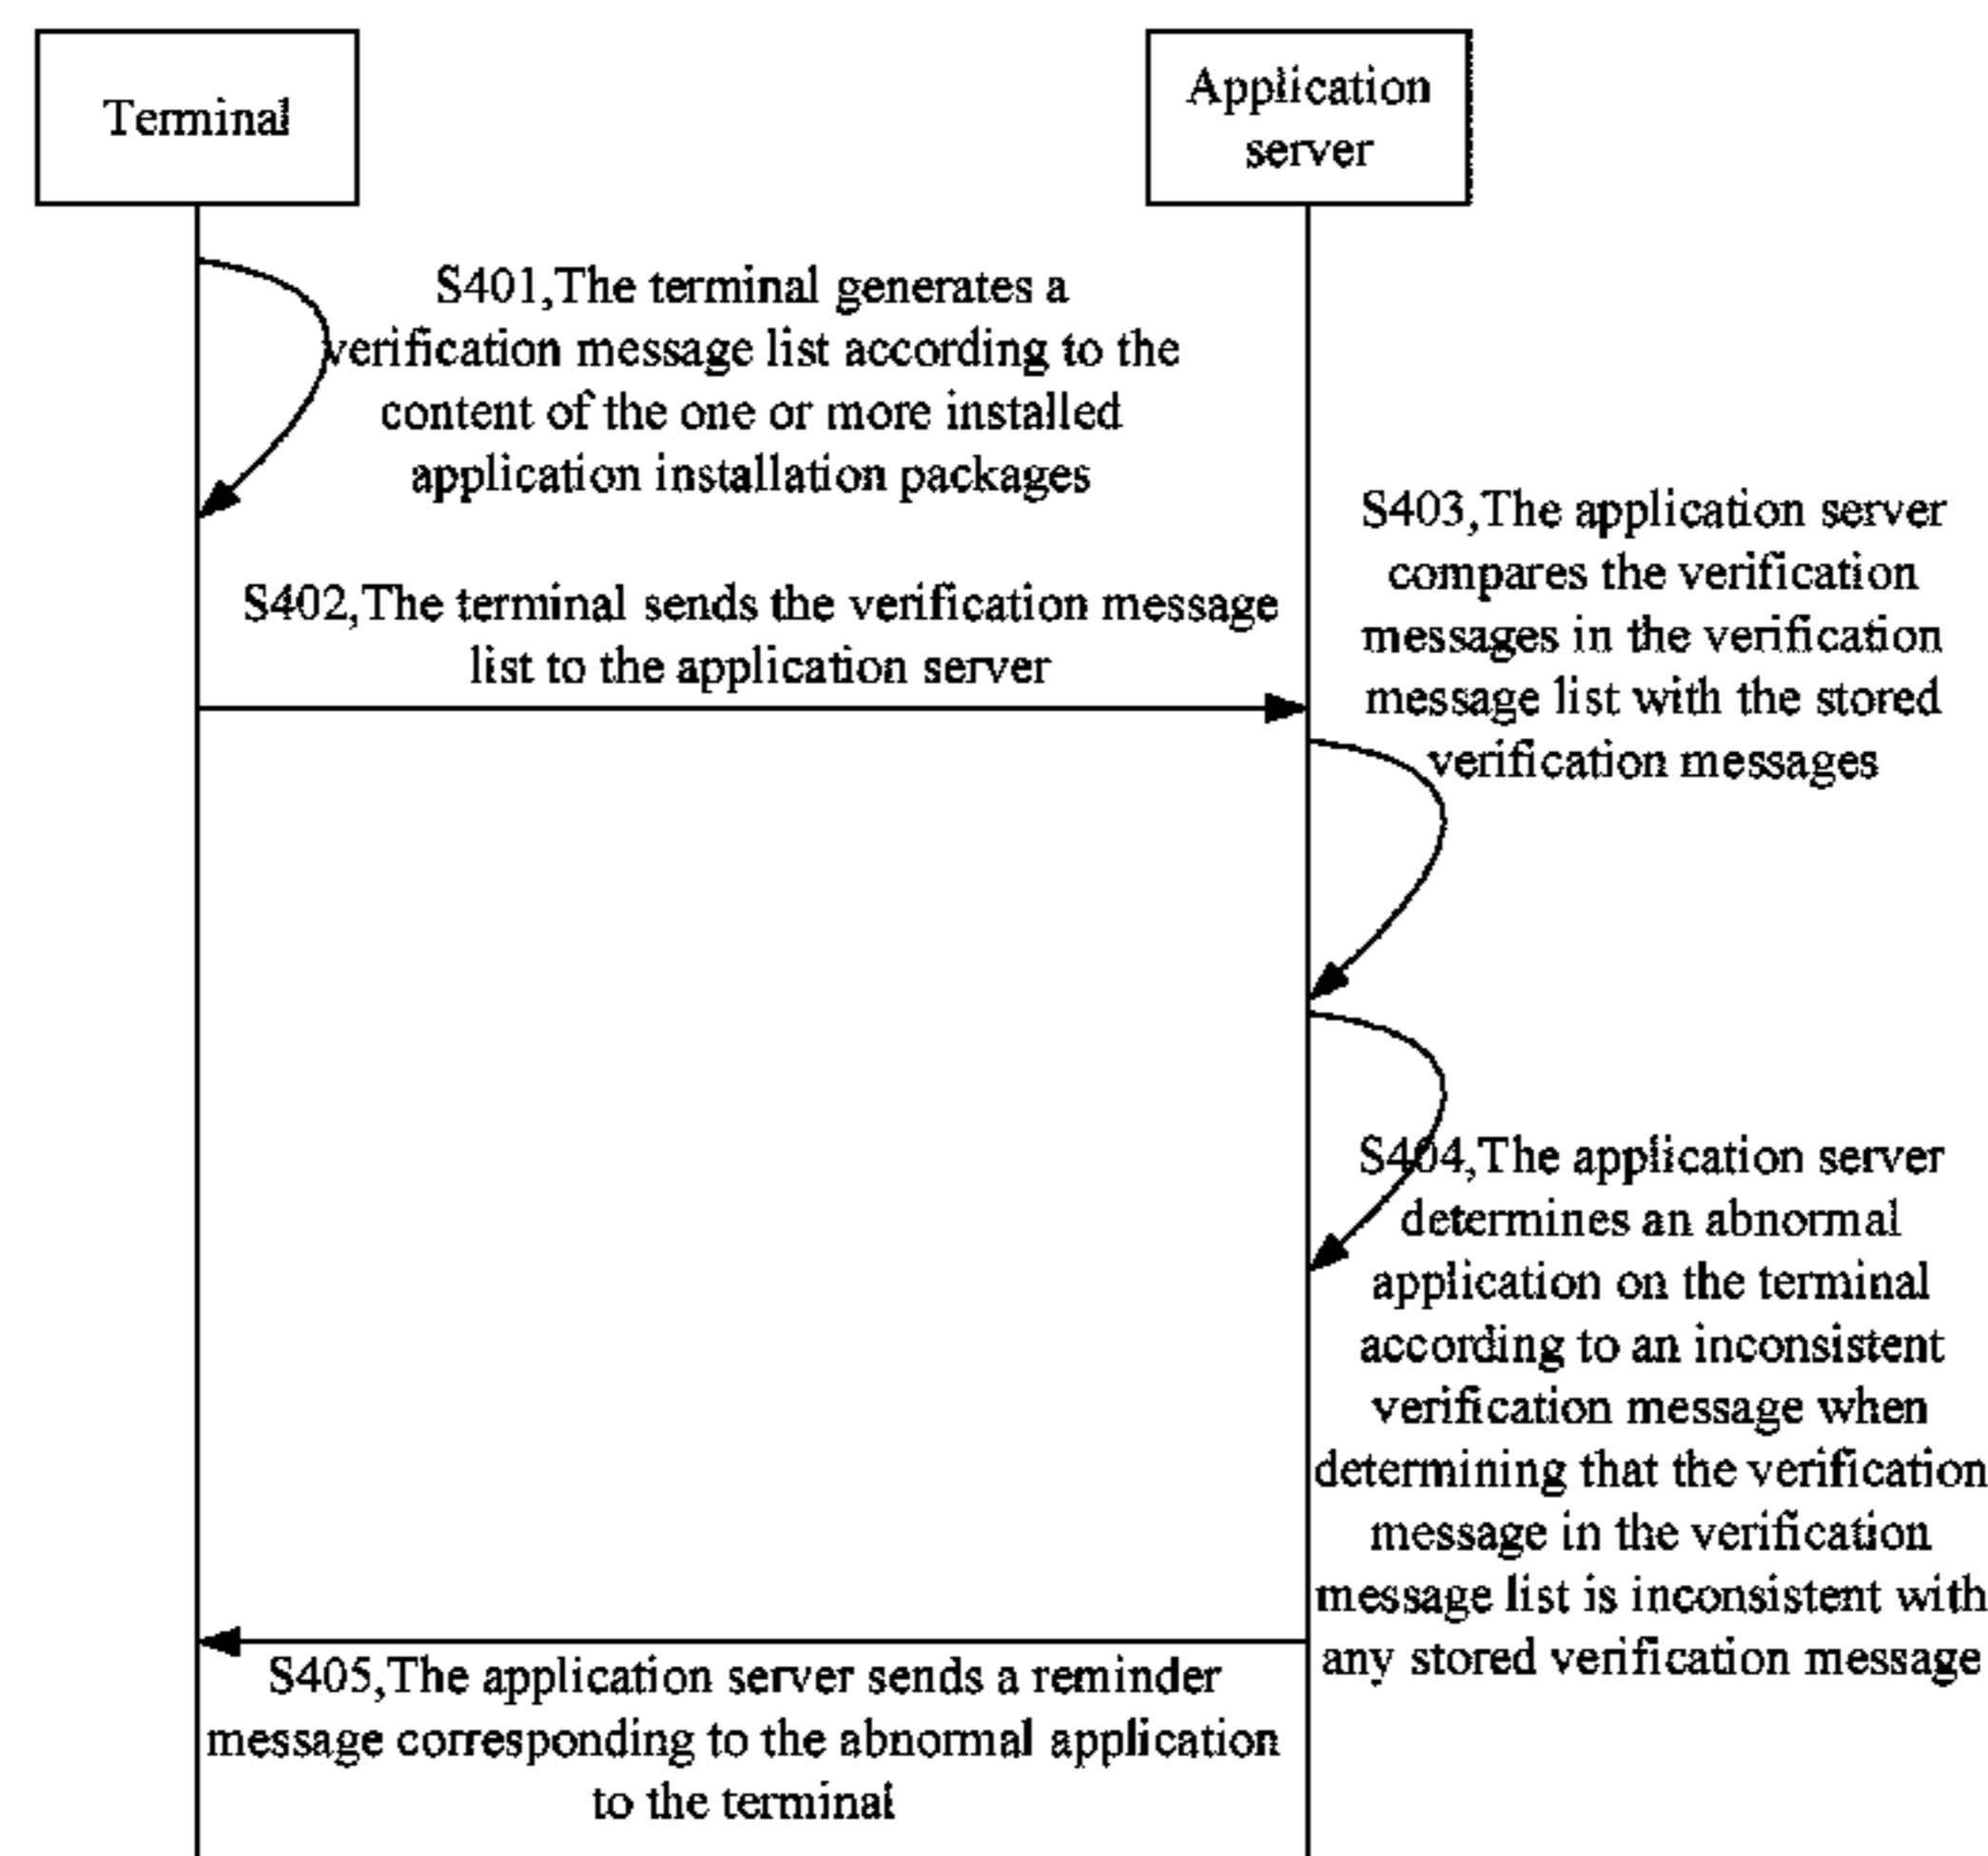 Terminal
Application
server
S401,The terminal generates a
verification message list according to the
content of the one or more installed
application installation packages
S402,The terminal sends the verification message
list to the application server
S403,The application server
compares the verification
messages in the verification
message list with the stored
verification messages
S404,The application server
determines an abnormal
application on the terminal
according to an inconsistent
verification message when
determining that the verification
message in the verification
message list is inconsistent with
any stored verification message
S405,The application server sends a reminder
message corresponding to the abnormal application
to the terminal